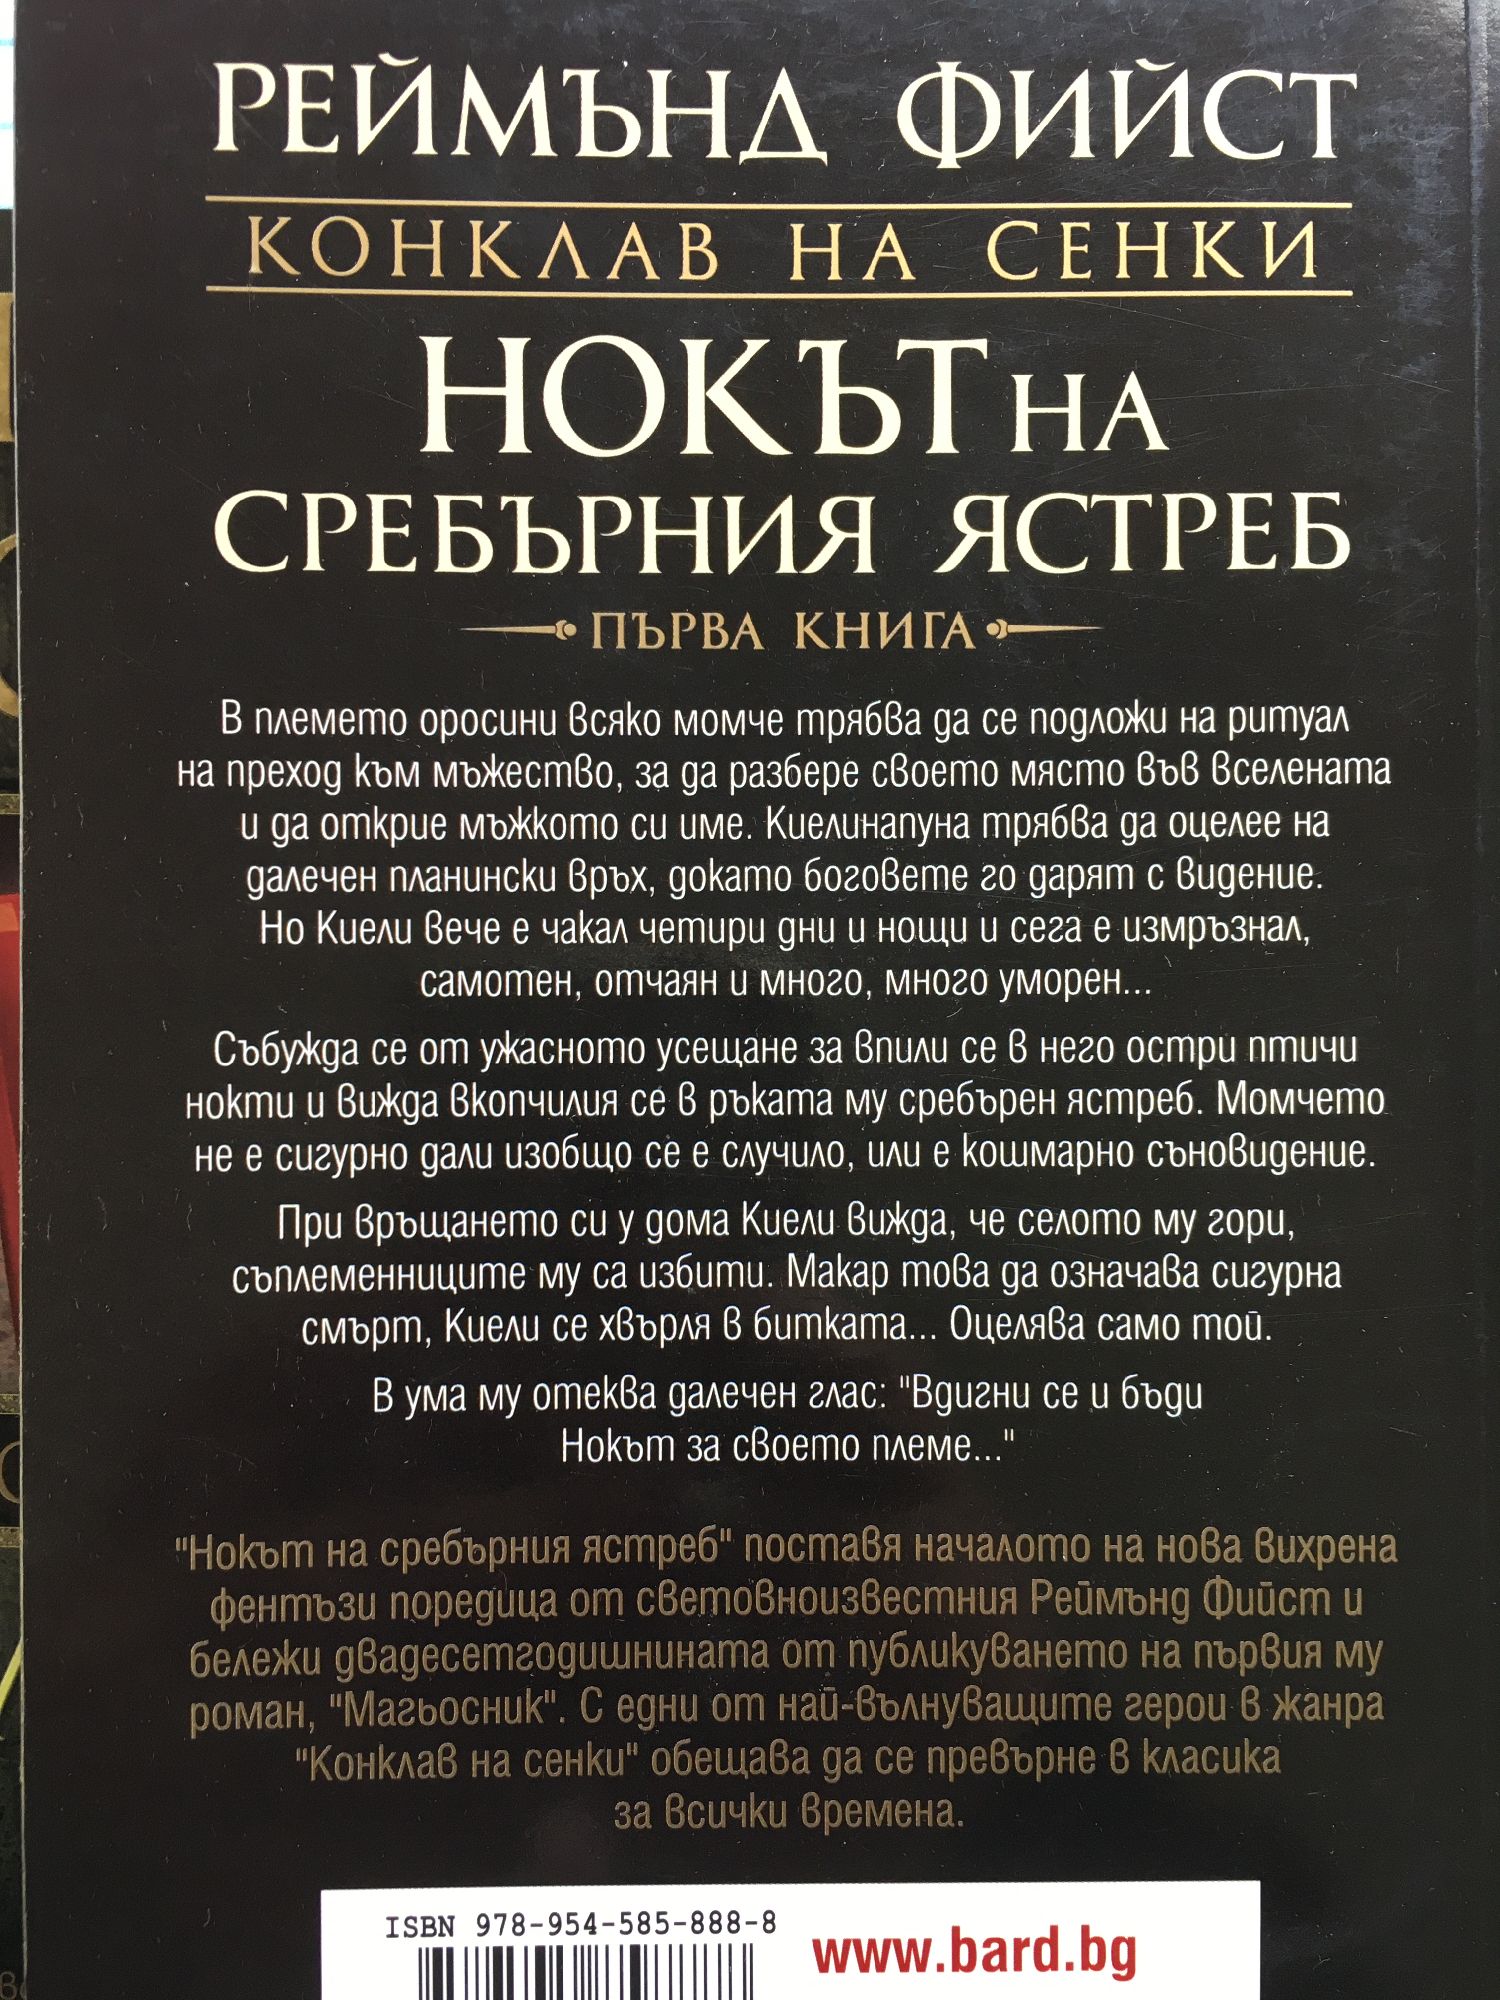 РЕЙМЪНД ФИЙСТ
КОНКЛАВ НА СЕНКИ
НОКЪТ НА
СРЕБЪРНИЯ ЯСТРЕБ
ПЪРВА КНИГА
В племето оросини всяко момче трябва да се подложи на ритуал
на преход към мъжество, за да разбере своето място във вселената
и да открие мъжкото си име. Киелинапуна трябва да оцелее на
далечен планински връх, докато боговете го дарят с видение.
Но Киели вече е чакал четири дни и нощи и сега е измръзнал,
самотен, отчаян и много, много уморен...
Събужда се от ужасното усещане за впили се в него остри птичи
нокти и вижда вкопчилия се в ръката му сребърен ястреб. Момчето
не е сигурно дали изобщо се е случило, или е кошмарно съновидение.
При връщането си у дома Киели вижда, че селото му гори,
съплеменниците му са избити. Макар това да означава сигурна
смърт, Киели се хвърля в битката... Оцелява само той.
В ума му отеква далечен глас: "Вдигни се и бъди
Нокът за своето племе..."
"Нокът на сребърния ястреб" поставя началото на нова вихрена
фентъзи поредица от световноизвестния Реймънд Фийст и
бележи двадесетгодишнината от публикуването на първия му
роман, "Магьосник". С едни от най-вълнуващите герои в жанра
"Конклав на сенки" обещава да се превърне в класика
за всички времена.
ISBN 978-954-585-888-8
www.bard.bg